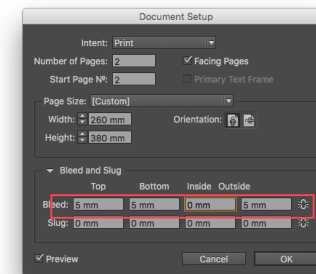 Document Setup
Intent: Print
Number of Pages: 2 Facing Pages
Start Page Nº: 2 Primary Text Frame
Page Size: [Custom]
Width: 260 mm Orientation:
Height: 380 mm
Bleed and Slug
Top Bottom Inside Outside
Bleed: 5 mm 5 mm 0 mm 5 mm
Slug: 0 mm 0 mm 0 mm 0 mm
Preview Cancel OK